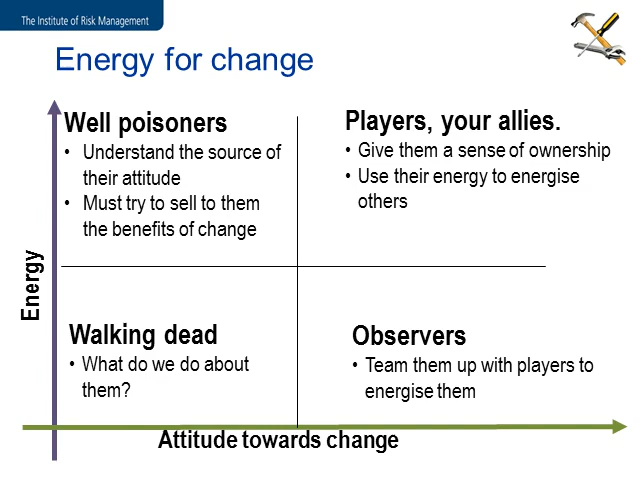 The Institute of Risk Management
Energy for change
Well poisoners
• Understand the source of
their attitude
• Must try to sell to them
the benefits of change
Players, your allies.
• Give them a sense of ownership
• Use their energy to energise
others
Energy
Walking dead
• What do we do about
them?
Observers
• Team them up with players to
energise them
Attitude towards change